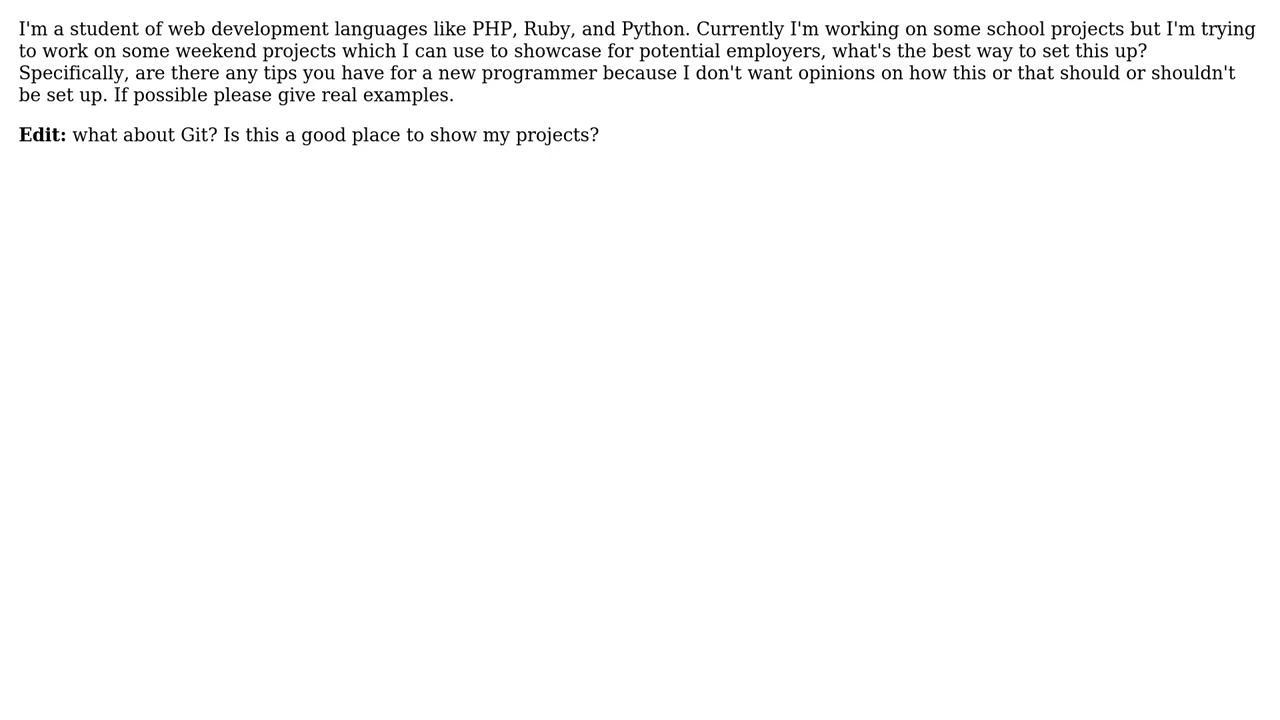 I'm a student of web development languages like PHP, Ruby, and Python. Currently I'm working on some school projects but I'm trying
to work on some weekend projects which I can use to showcase for potential employers, what's the best way to set this up?
Specifically, are there any tips you have for a new programmer because I don't want opinions on how this or that should or shouldn't
be set up. If possible please give real examples.
Edit: what about Git? Is this a good place to show my projects?